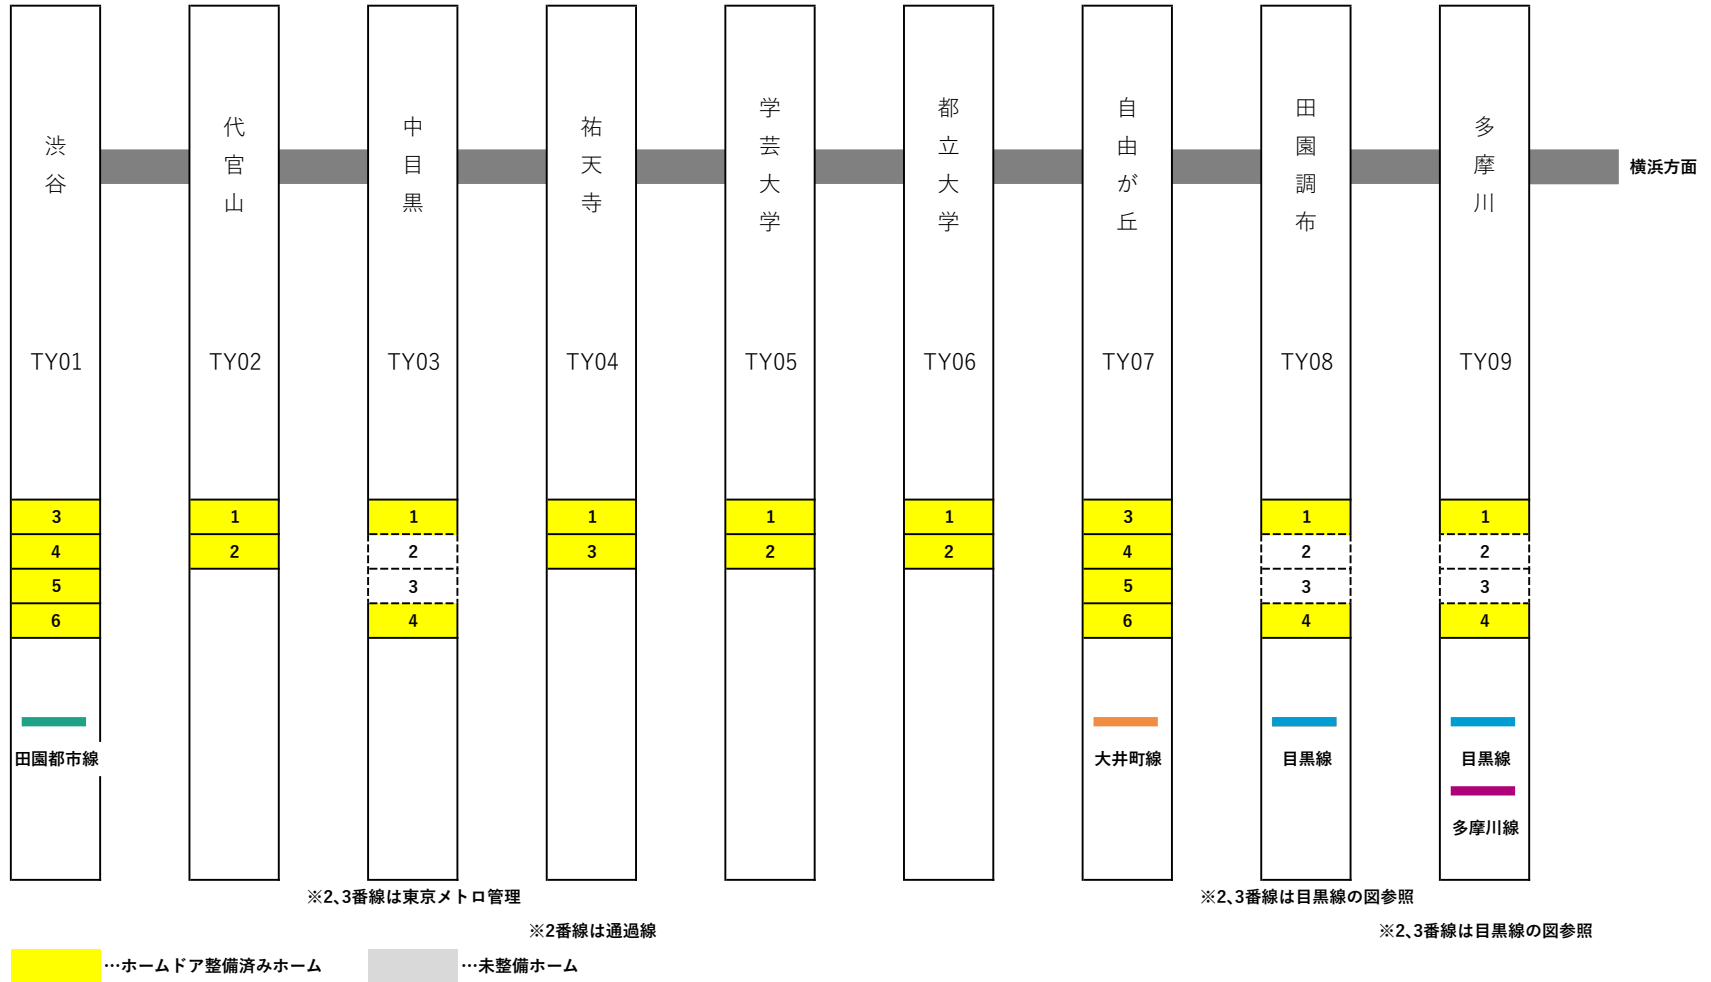 渋谷
代官山
中目黒
祐天寺
学芸大学
都立大学
自由が丘
田園調布
多摩川
横浜方面
TY01 TY02 TY03 TY04 TY05 TY06 TY07 TY08 TY09
3 1 1 1 1 1 3 1 1
4 2 2 3 2 2 4 2 2
5 3 5 3 3
6 4 6 4 4
田園都市線 大井町線 目黒線 目黒線
多摩川線
※2、3番線は東京メトロ管理 ※2、3番線は目黒線の図参照
※2番線は通過線 ※2、3番線は目黒線の図参照
…ホームドア整備済みホーム …未整備ホーム